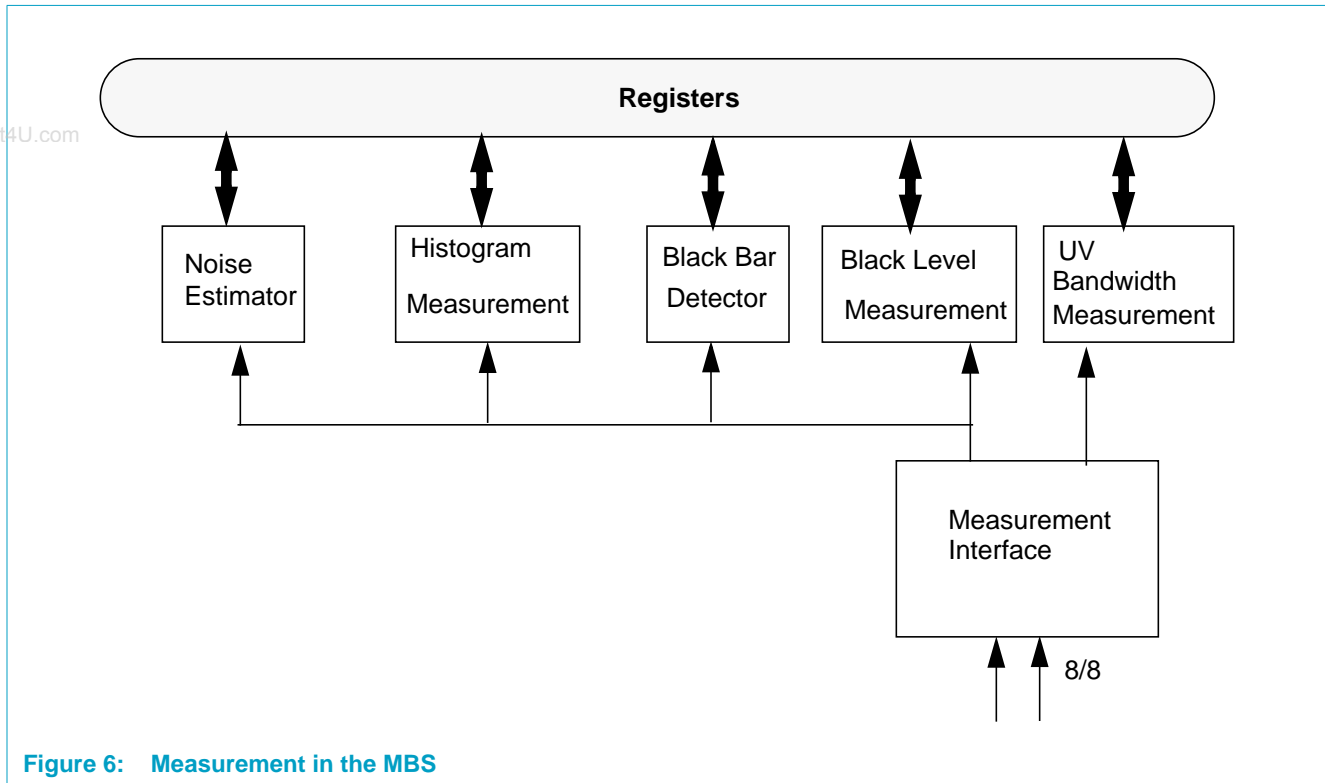 Registers
t4U.com
Noise
Estimator
Histogram
Measurement
Black Bar
Detector
Black Level
Measurement
UV
Bandwidth
Measurement
Measurement
Interface
8/8
Figure 6: Measurement in the MBS